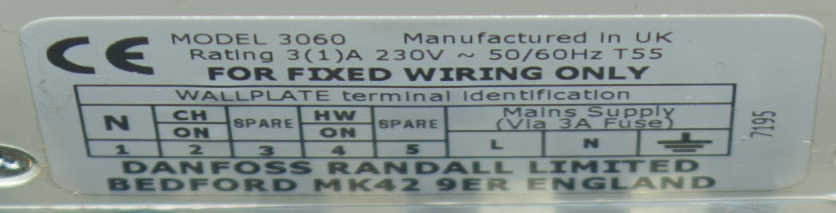 CE MODEL 3060 Manufactured in UK
Rating 3(1)A 230V ~ 50/60Hz T55
FOR FIXED WIRING ONLY
WALLPLATE terminal identification
N CH ON SPARE HW ON SPARE Mains Supply
(Via 3A Fuse)
1 2 3 4 5 L N
DANFOSS RANDALL LIMITED
BEDFORD MK42 9ER ENGLAND
7195